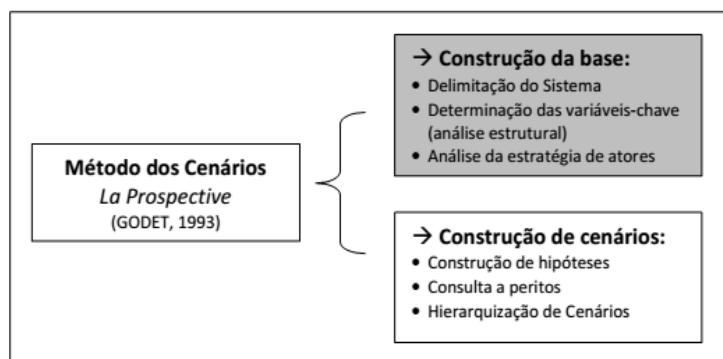 Método dos Cenários
La Prospective
(GODET, 1993)
→ Construção da base:
• Delimitação do Sistema
• Determinação das variáveis-chave
(análise estrutural)
• Análise da estratégia de atores
→ Construção de cenários:
• Construção de hipóteses
• Consulta a peritos
• Hierarquização de Cenários